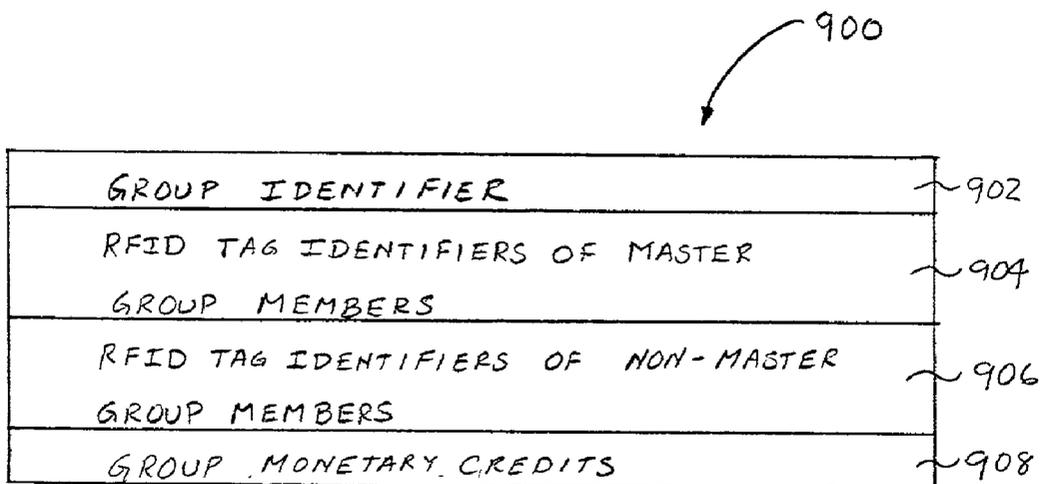 900
GROUP IDENTIFIER 902
RFID TAG IDENTIFIERS OF MASTER
GROUP MEMBERS 904
RFID TAG IDENTIFIERS OF NON-MASTER
GROUP MEMBERS 906
GROUP MONETARY CREDITS 908